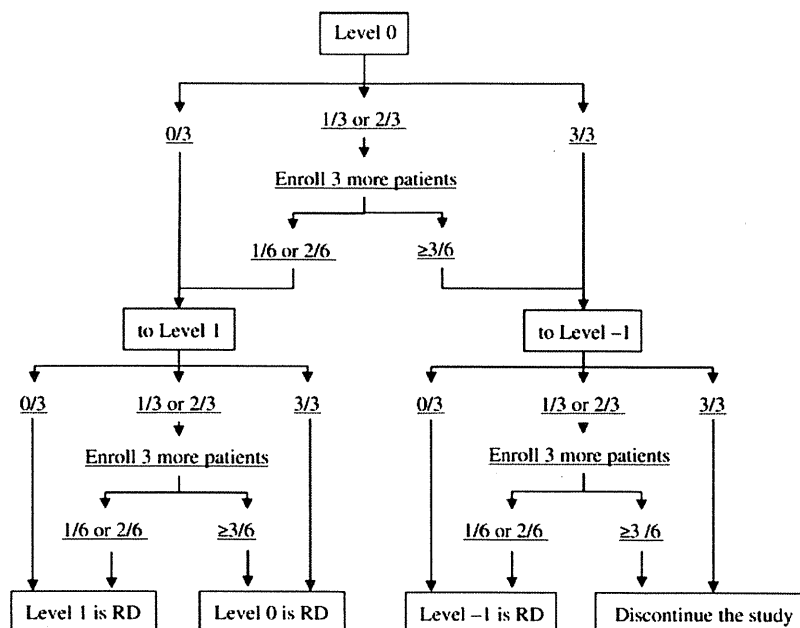 Level 0
0/3
1/3 or 2/3
3/3
Enroll 3 more patients
1/6 or 2/6
≥3/6
to Level 1
to Level −1
0/3
1/3 or 2/3
3/3
0/3
1/3 or 2/3
3/3
Enroll 3 more patients
Enroll 3 more patients
1/6 or 2/6
≥3/6
1/6 or 2/6
≥3 /6
Level 1 is RD
Level 0 is RD
Level −1 is RD
Discontinue the study